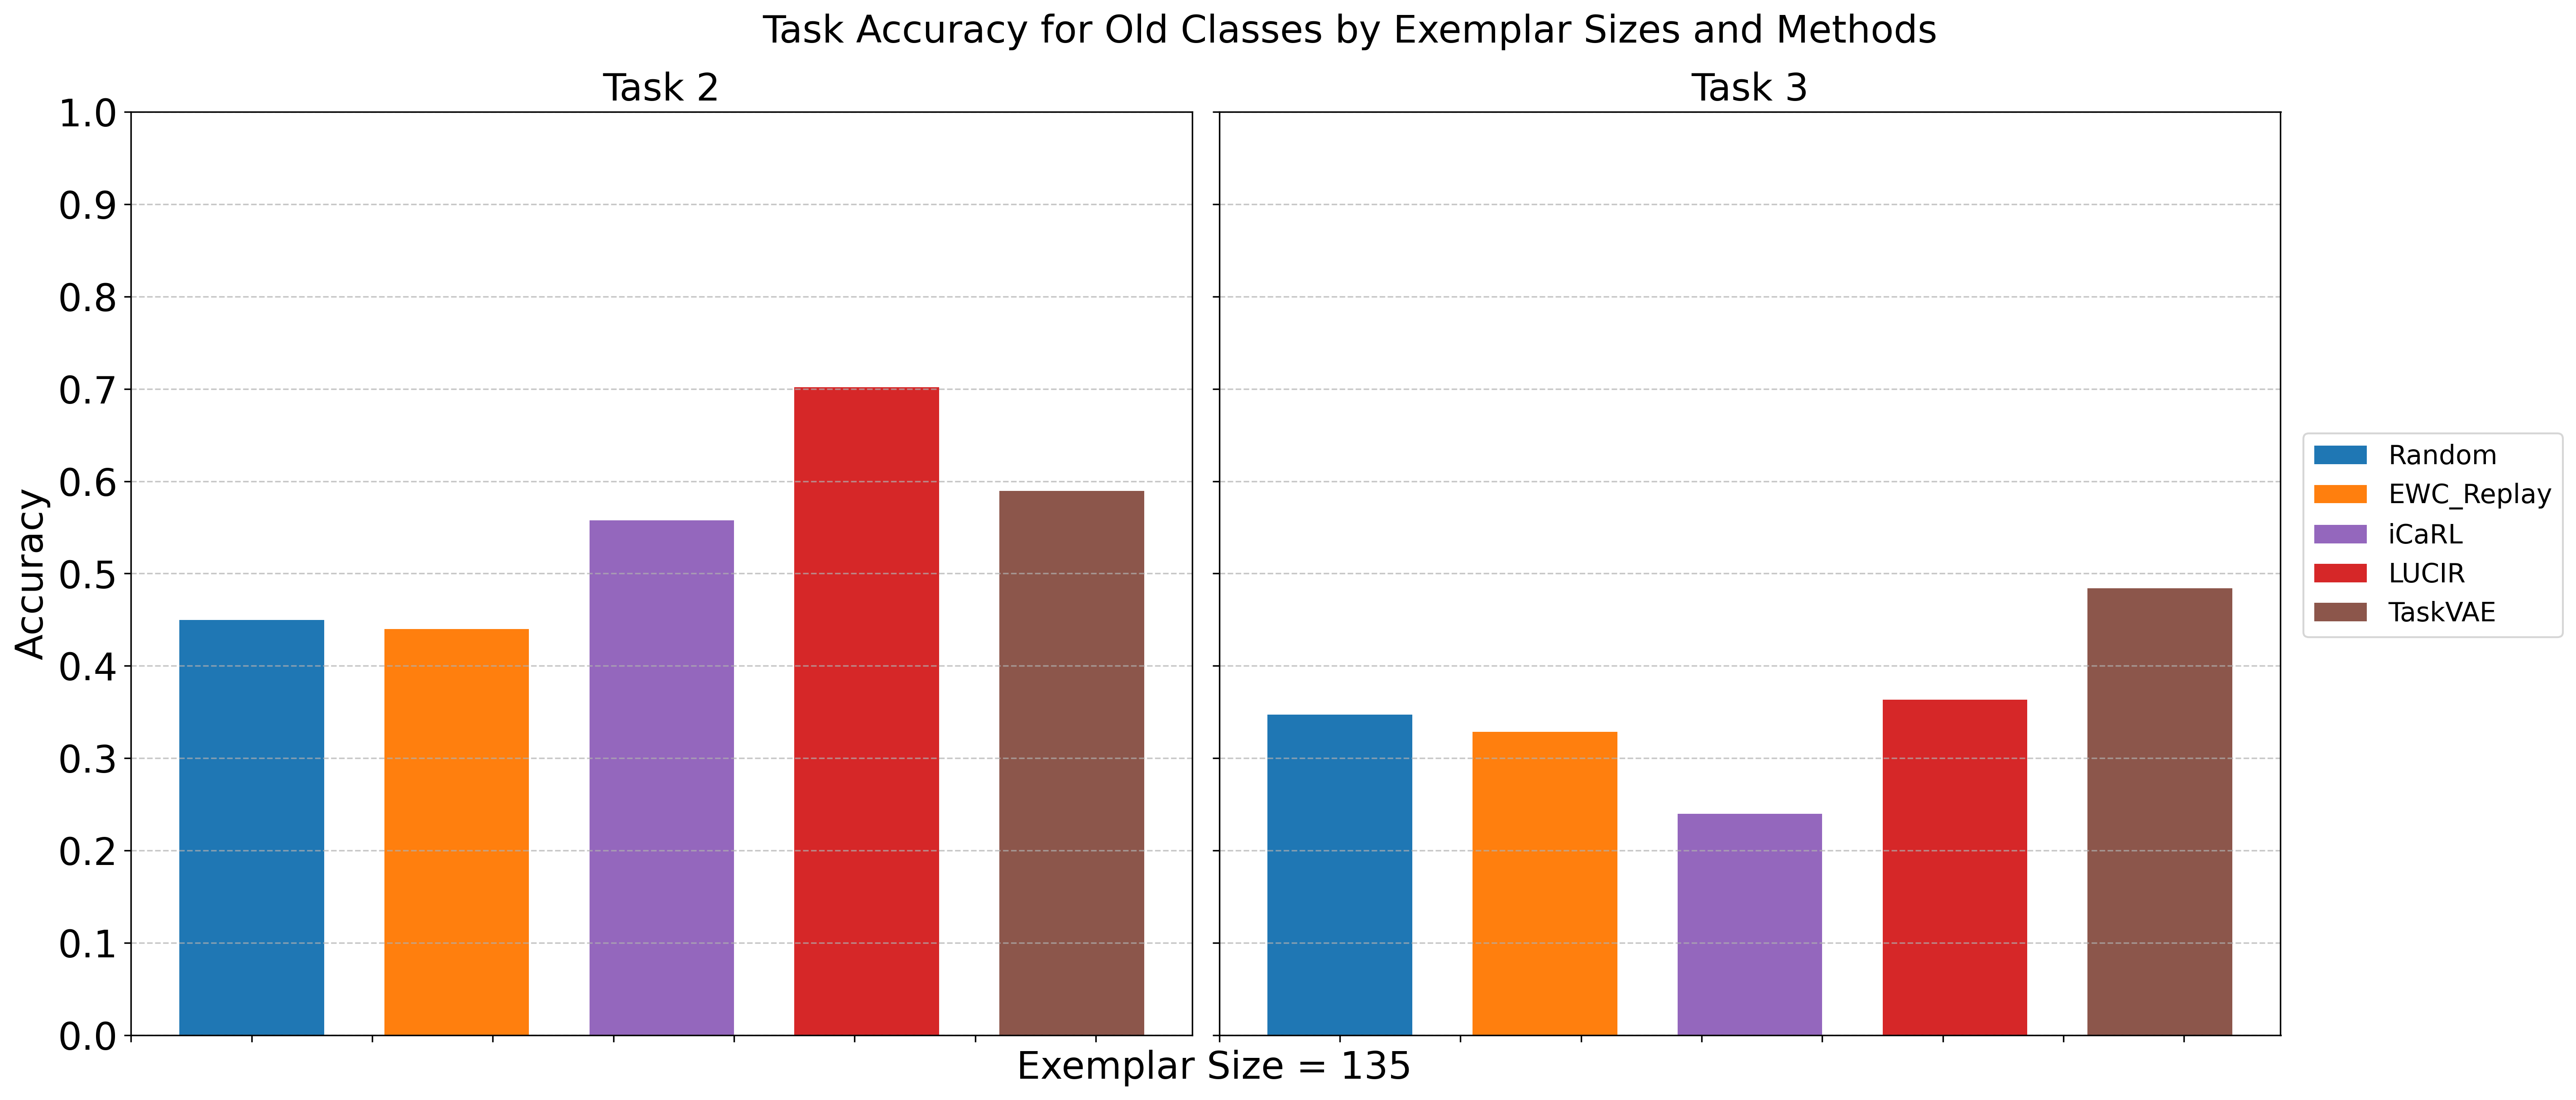 Task Accuracy for Old Classes by Exemplar Sizes and Methods
Task 2
Task 3
Accuracy
1.0
0.9
0.8
0.7
0.6
0.5
0.4
0.3
0.2
0.1
0.0
Random
EWC_Replay
iCaRL
LUCIR
TaskVAE
Exemplar Size = 135